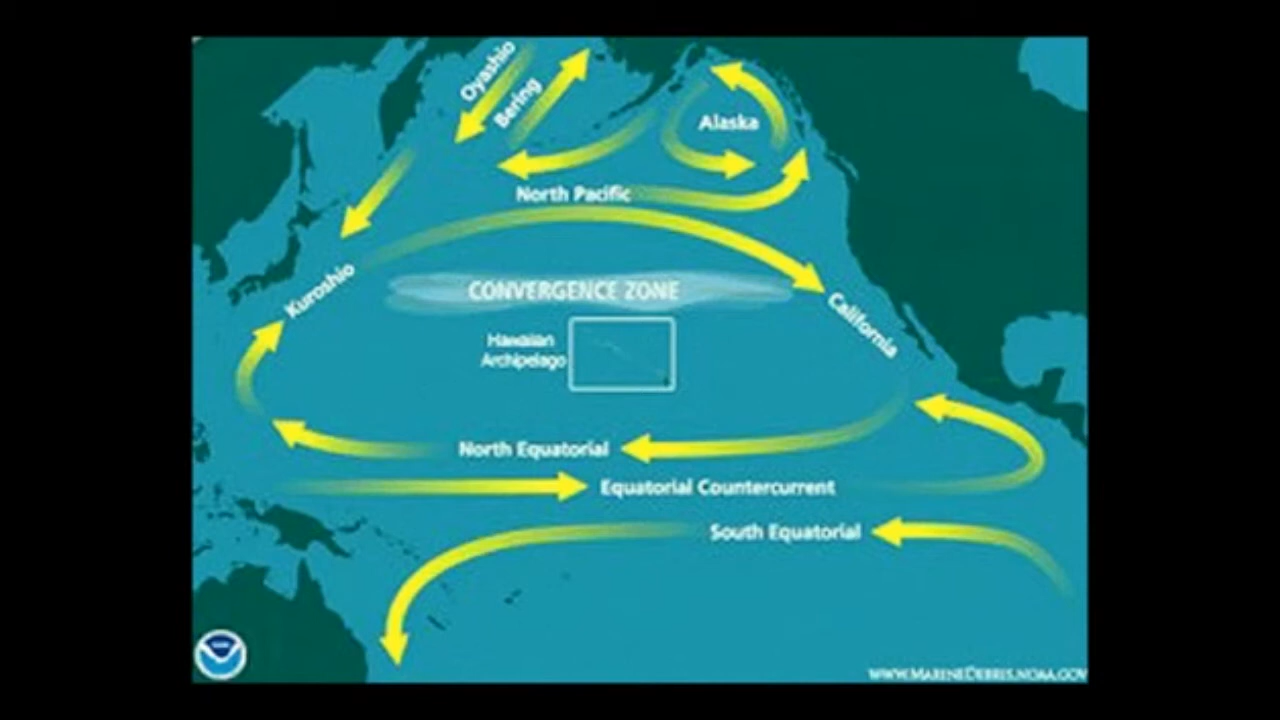 Oyashio
Bering
Alaska
North Pacific
Kuroshio
CONVERGENCE ZONE
California
Hawaiian
Archipelago
North Equatorial
Equatorial Countercurrent
South Equatorial
WWW.MARINEDEBRIS.NOAA.GOV